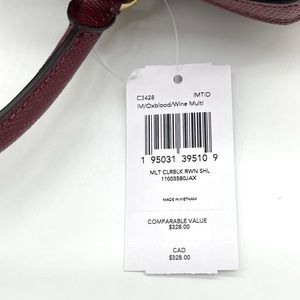 C3428 IMTID
IM/Oxblood/Wine Multi
1 95031 39510 9
MLT CLRBLK RWN SHL
11003580JAX
MADE IN VIETNAM
COMPARABLE VALUE
$328.00
CAD
$328.00